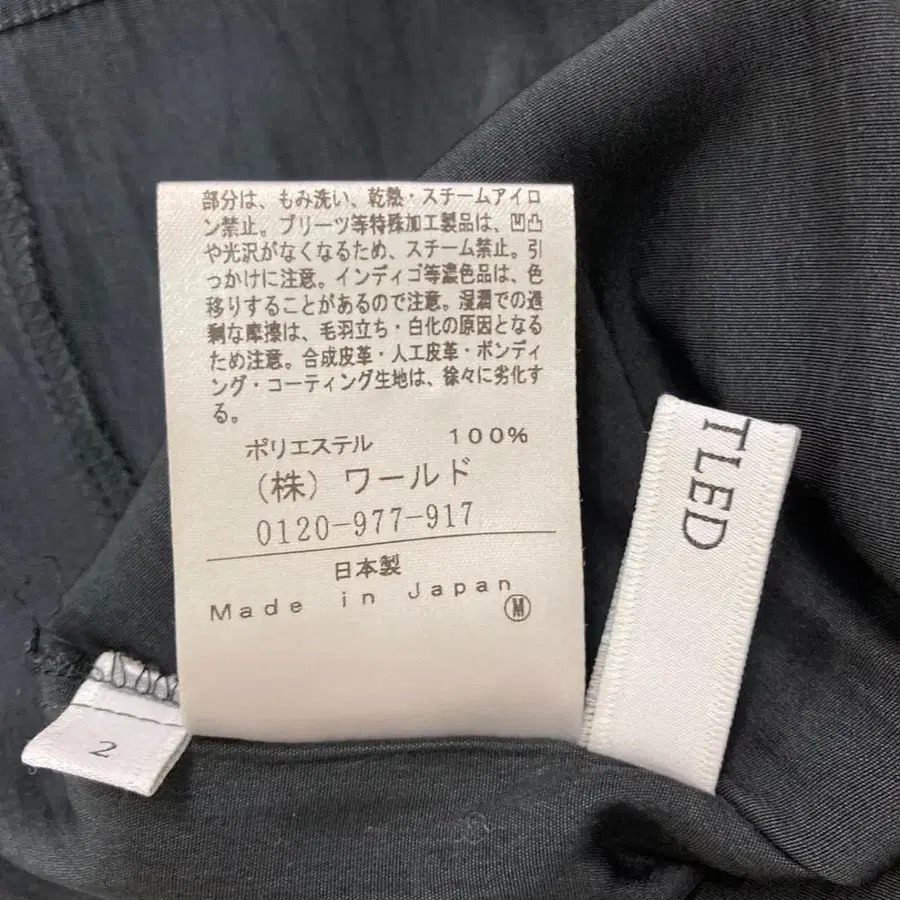 部分は、もみ洗い、乾熱・スチームアイロ
ン禁止。プリーツ等特殊加工製品は、凹凸
や光沢がなくなるため、スチーム禁止。引
っかけに注意。インディゴ等濃色品は、色
移りすることがあるので注意。浸潤での過
剰な摩擦は、毛羽立ち・白化の原因となる
ため注意。合成皮革・人工皮革・ボンディ
ング・コーティング生地は、徐々に劣化す
る。
ポリエステル 100%
(株) ワールド
0120-977-917
日本製
Made in Japan
M
TLED
2